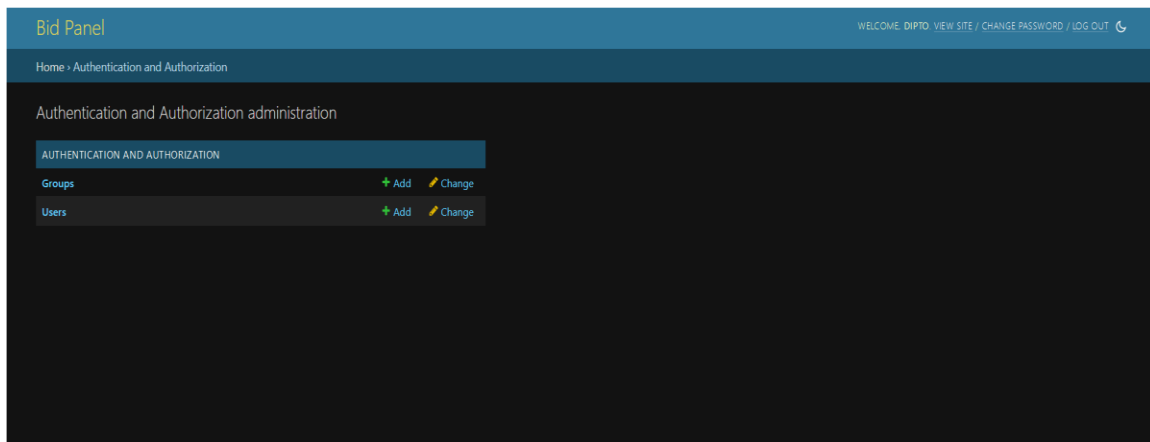 Bid Panel
WELCOME, DIPTO. VIEW SITE / CHANGE PASSWORD / LOG OUT
Home › Authentication and Authorization
Authentication and Authorization administration
AUTHENTICATION AND AUTHORIZATION
Groups + Add Change
Users + Add Change